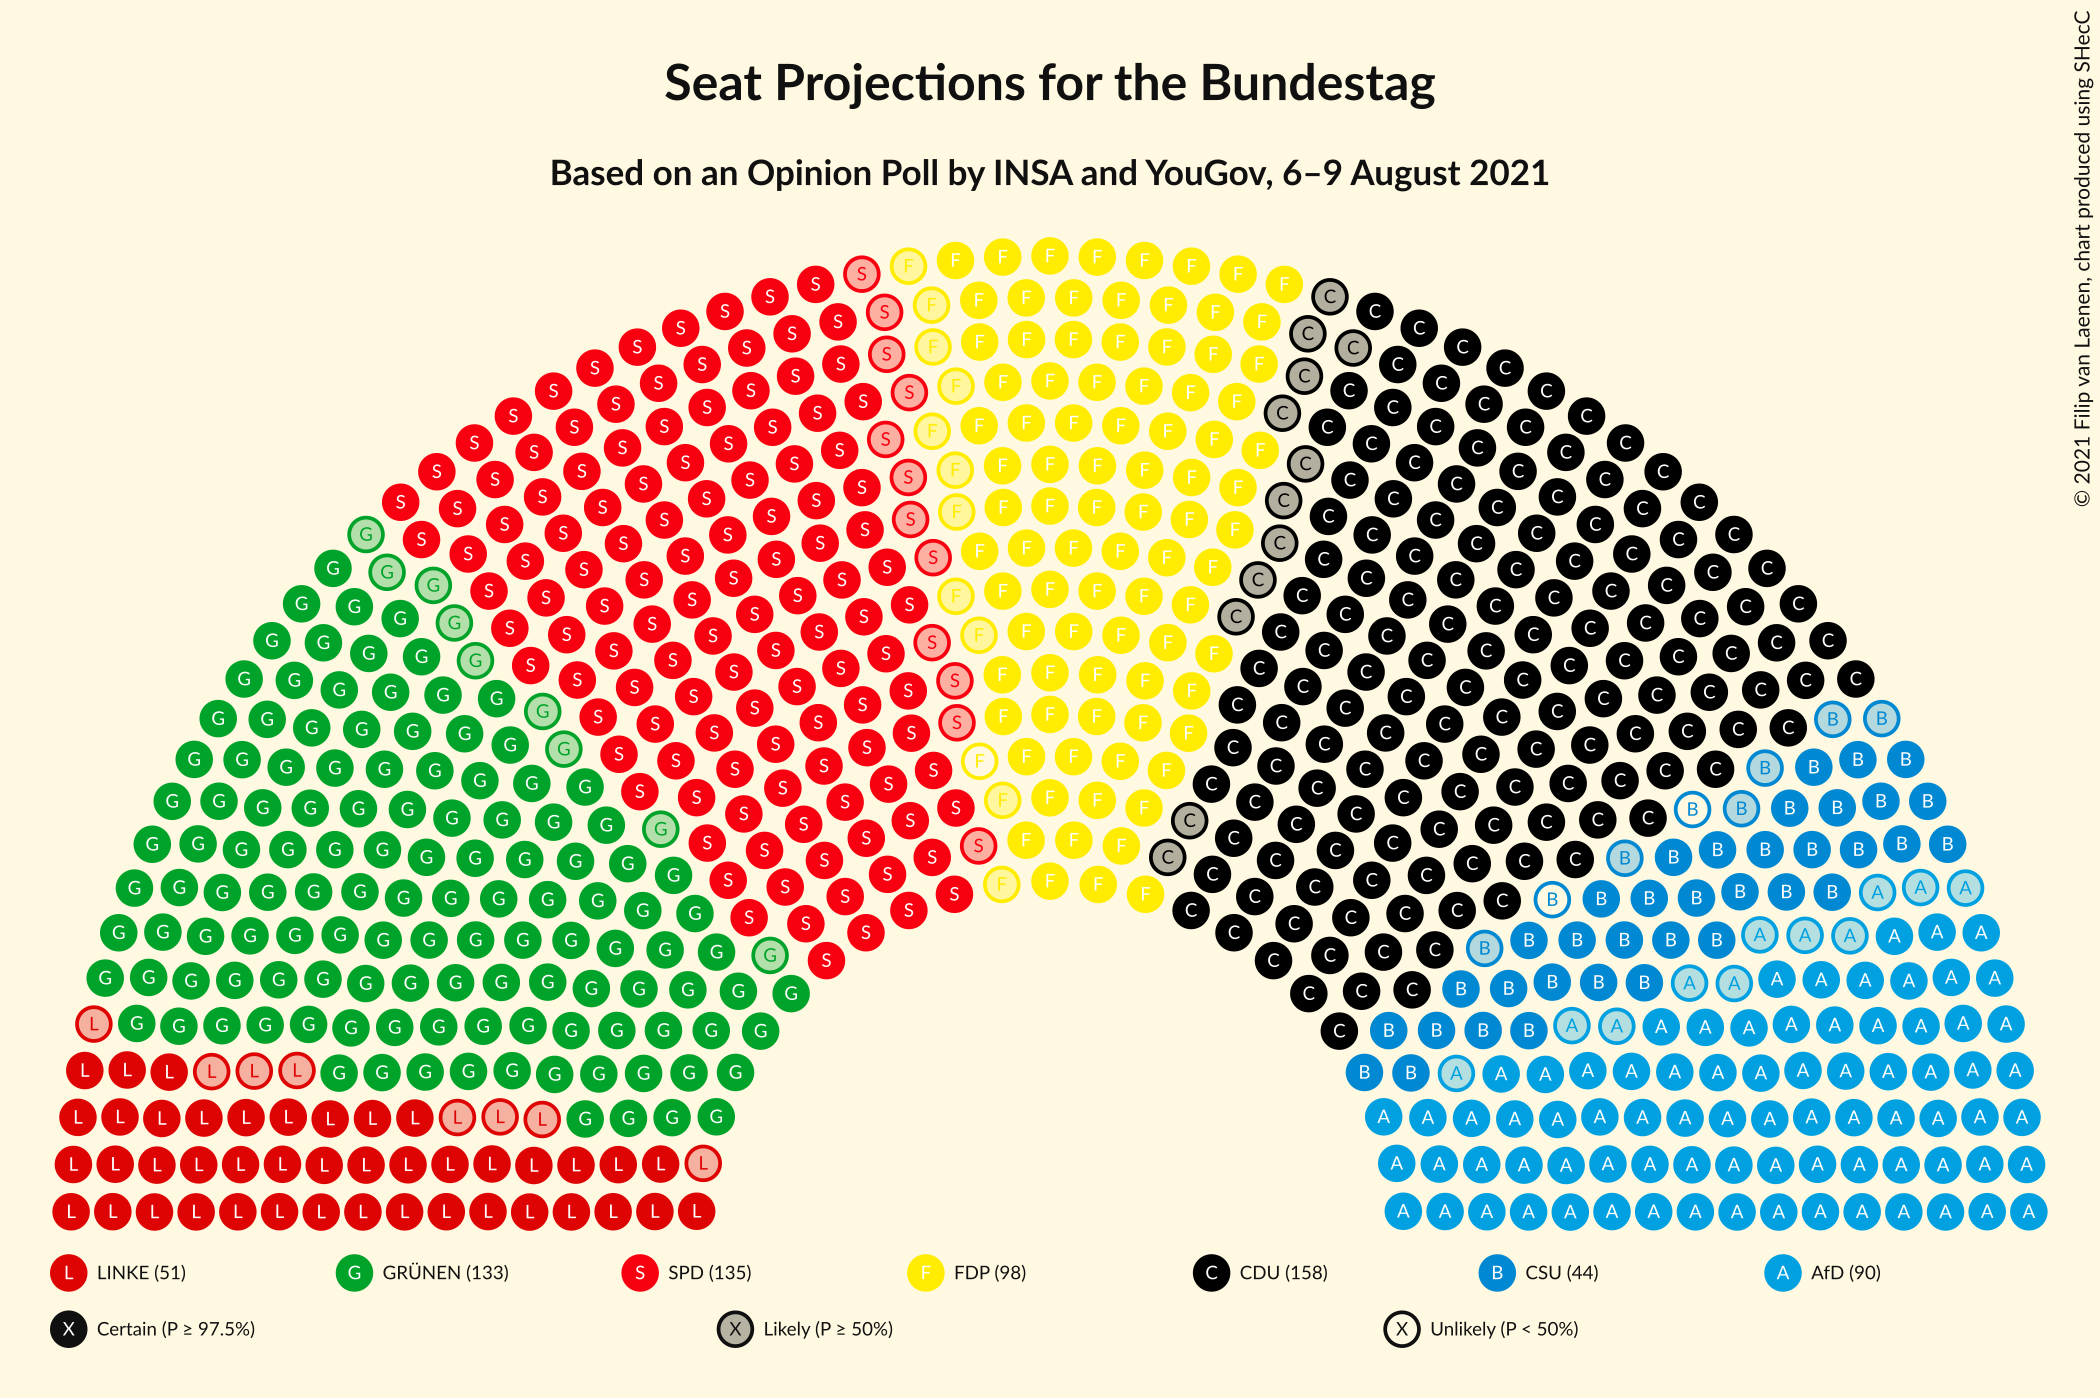 Seat Projections for the Bundestag
Based on an Opinion Poll by INSA and YouGov, 6–9 August 2021
© 2021 Filip van Laenen, chart produced using SHecC
L LINKE (51)
G GRÜNEN (133)
S SPD (135)
F FDP (98)
C CDU (158)
B CSU (44)
A AfD (90)
X Certain (P ≥ 97.5%)
X Likely (P ≥ 50%)
X Unlikely (P < 50%)